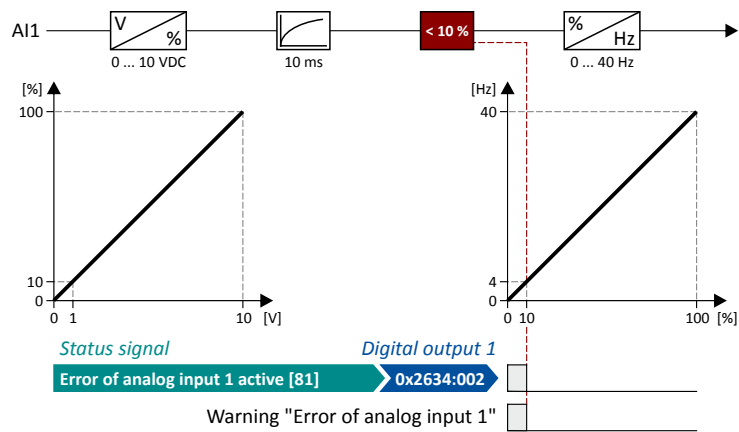 AI1
V
%
< 10 %
%
Hz
0 ... 10 VDC
10 ms
0 ... 40 Hz
[%]
100
10
0
0 1 10 [V]
[Hz]
40
4
0
0 10 100 [%]
Status signal
Digital output 1
Error of analog input 1 active [81]
0x2634:002
Warning "Error of analog input 1"